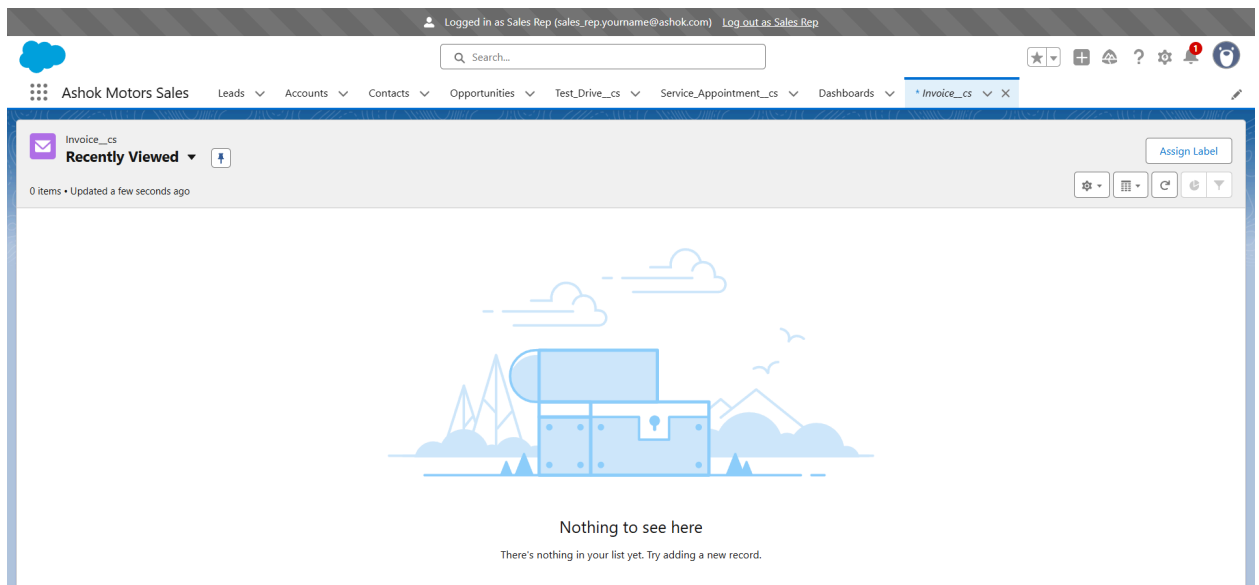 Logged in as Sales Rep (sales_rep.yourname@ashok.com) Log out as Sales Rep
Search...
1
Ashok Motors Sales Leads Accounts Contacts Opportunities Test_Drive__cs Service_Appointment__cs Dashboards * Invoice__cs
Invoice__cs
Recently Viewed
Assign Label
0 items • Updated a few seconds ago
Nothing to see here
There's nothing in your list yet. Try adding a new record.